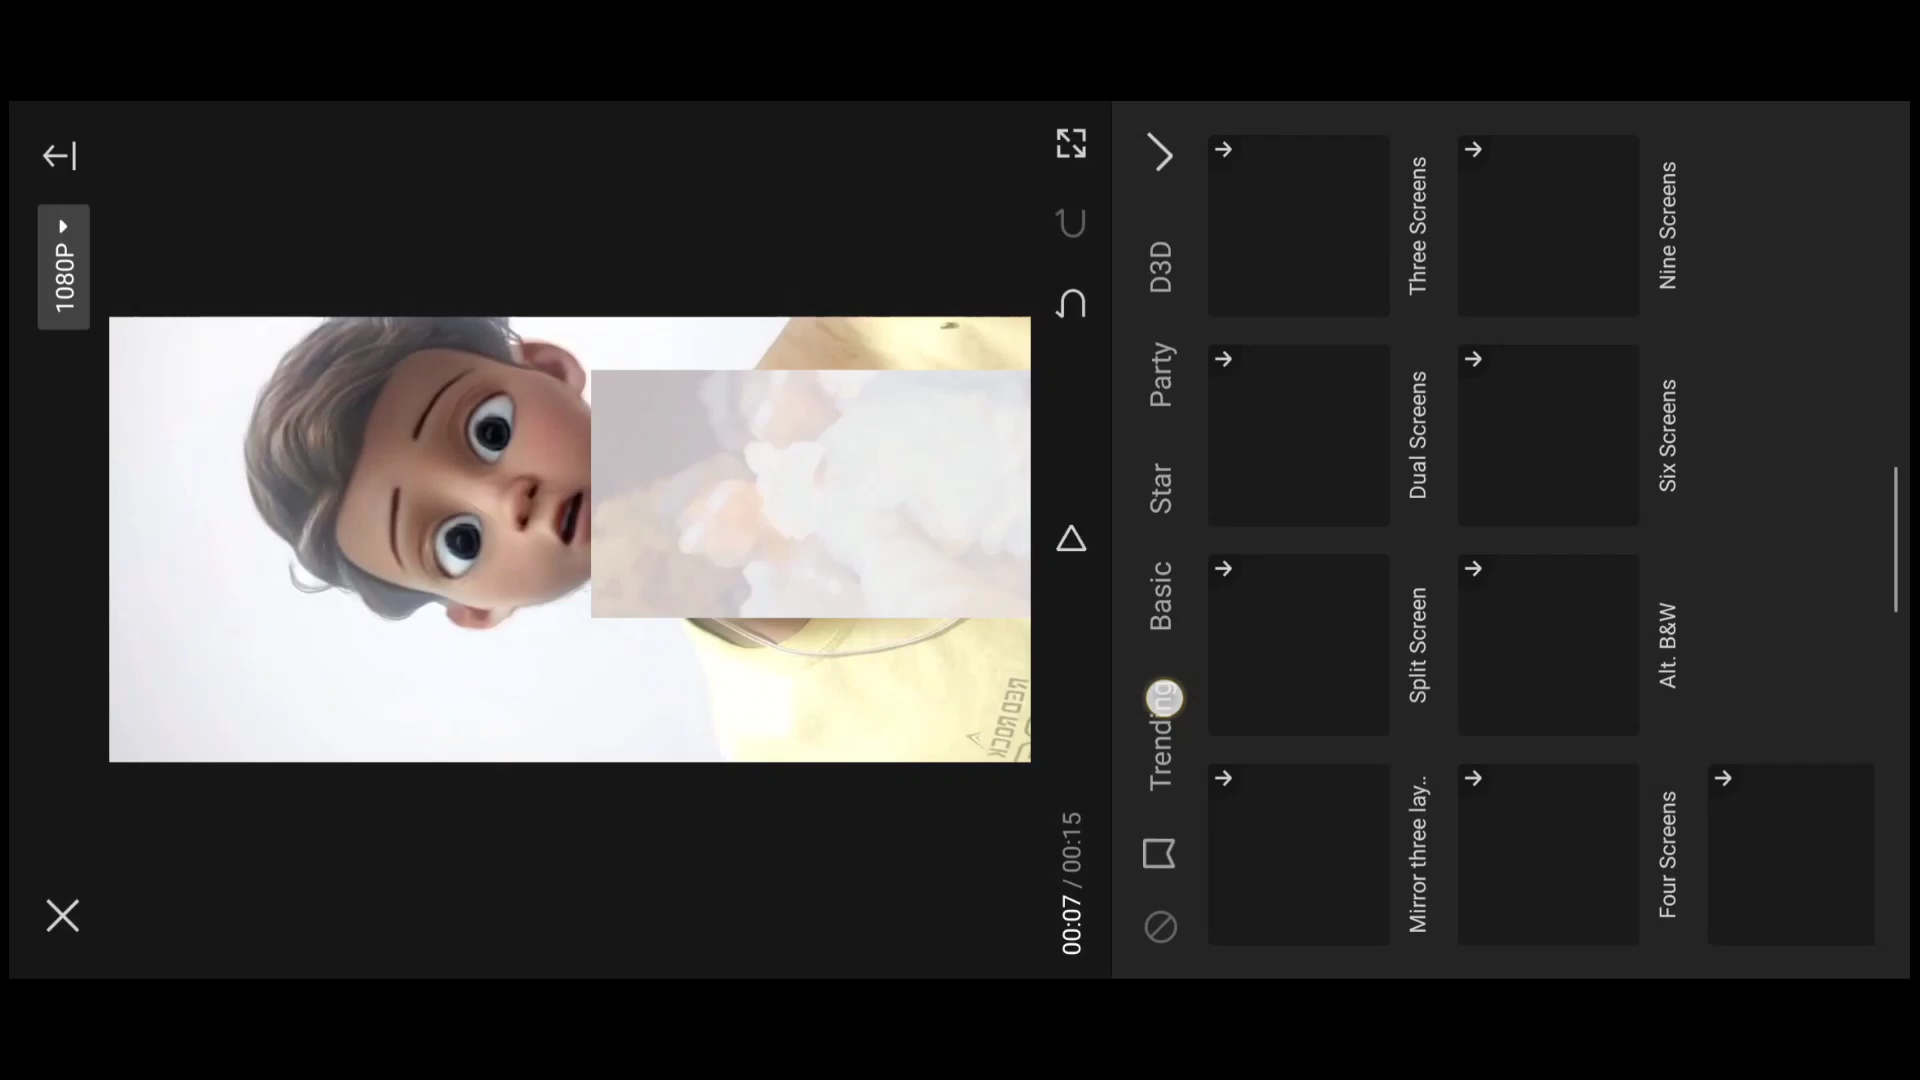 1080P
REDROCK
00:07 / 00:15
Trending Basic Star Party D3D
Mirror three lay..
Split Screen
Dual Screens
Three Screens
Four Screens
Alt. B&W
Six Screens
Nine Screens